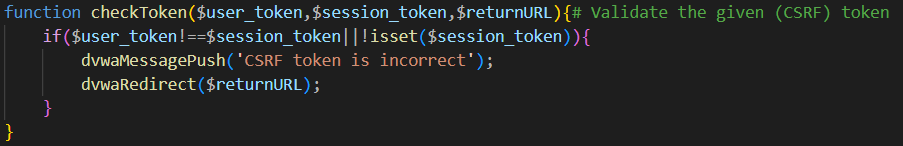 function checkToken($user_token,$session_token,$returnURL){# Validate the given (CSRF) token
    if($user_token!==$session_token||!isset($session_token)){
        dvwaMessagePush('CSRF token is incorrect');
        dvwaRedirect($returnURL);
    }
}